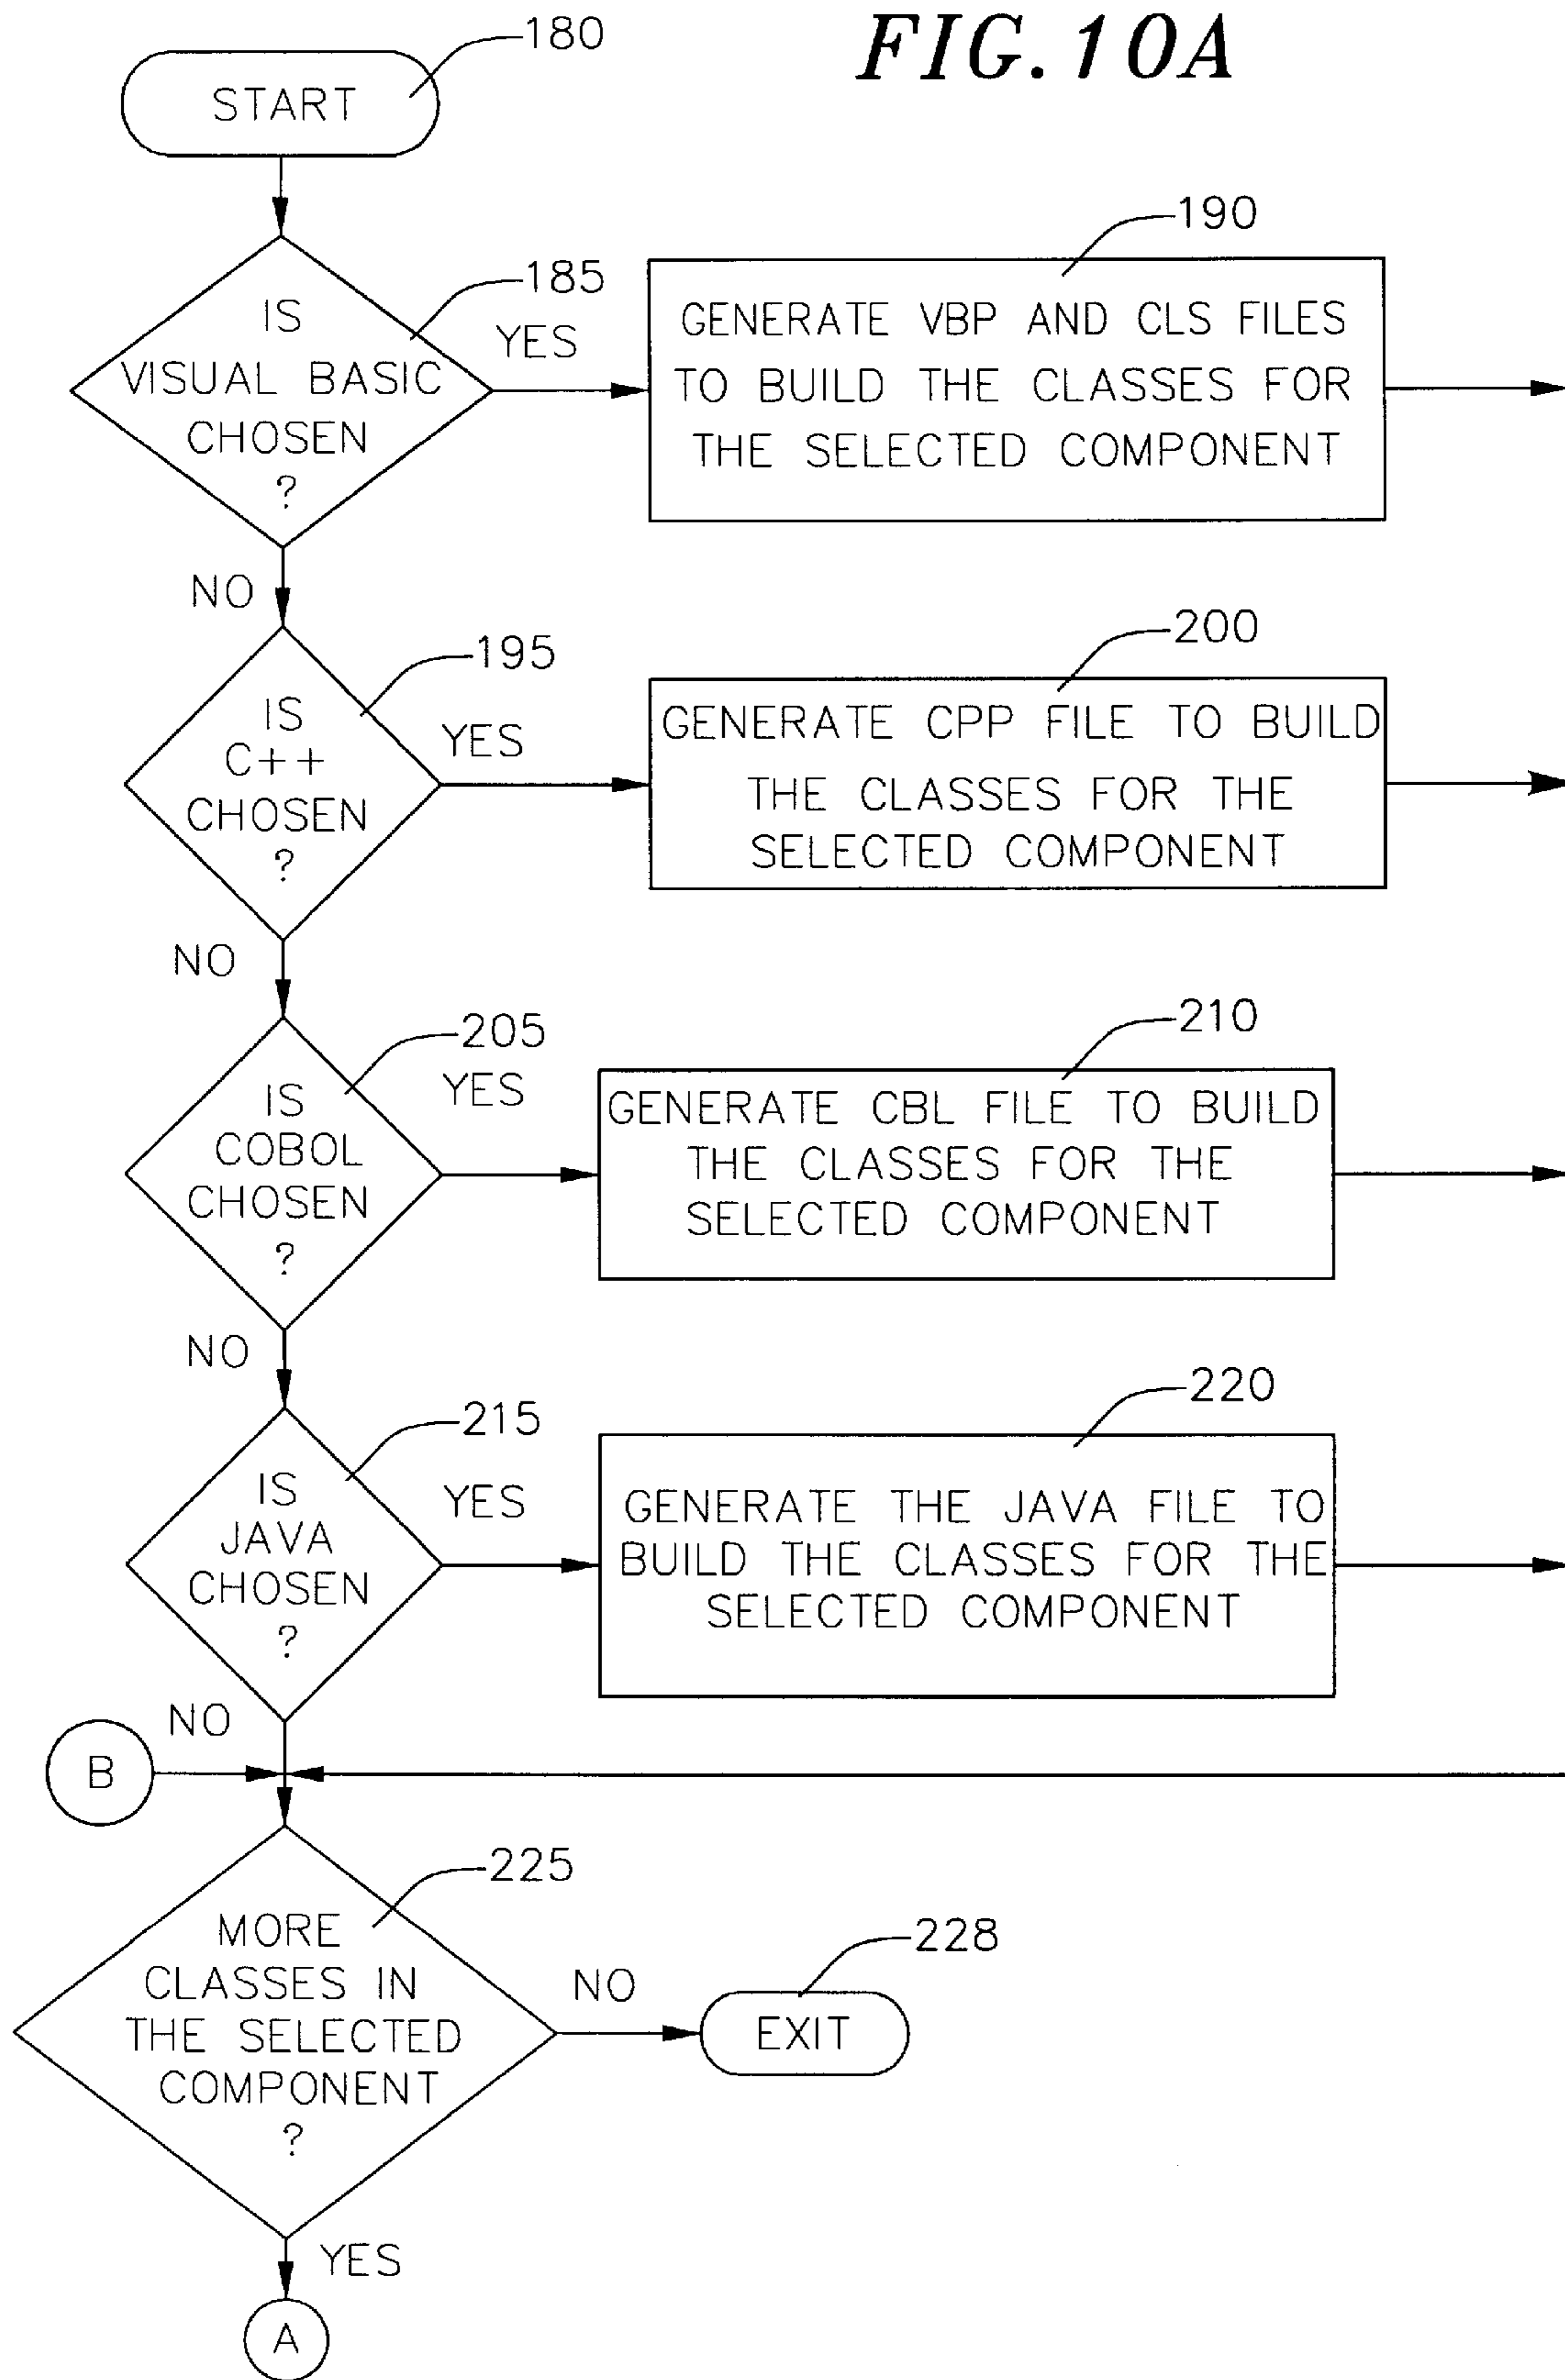 FIG. 10A
180
START
185
IS
VISUAL BASIC
CHOSEN
?
YES
190
GENERATE VBP AND CLS FILES
TO BUILD THE CLASSES FOR
THE SELECTED COMPONENT
NO
195
IS
C++
CHOSEN
?
YES
200
GENERATE CPP FILE TO BUILD
THE CLASSES FOR THE
SELECTED COMPONENT
NO
205
IS
COBOL
CHOSEN
?
YES
210
GENERATE CBL FILE TO BUILD
THE CLASSES FOR THE
SELECTED COMPONENT
NO
215
IS
JAVA
CHOSEN
?
YES
220
GENERATE THE JAVA FILE TO
BUILD THE CLASSES FOR THE
SELECTED COMPONENT
NO
B
225
MORE
CLASSES IN
THE SELECTED
COMPONENT
?
NO
228
EXIT
YES
A